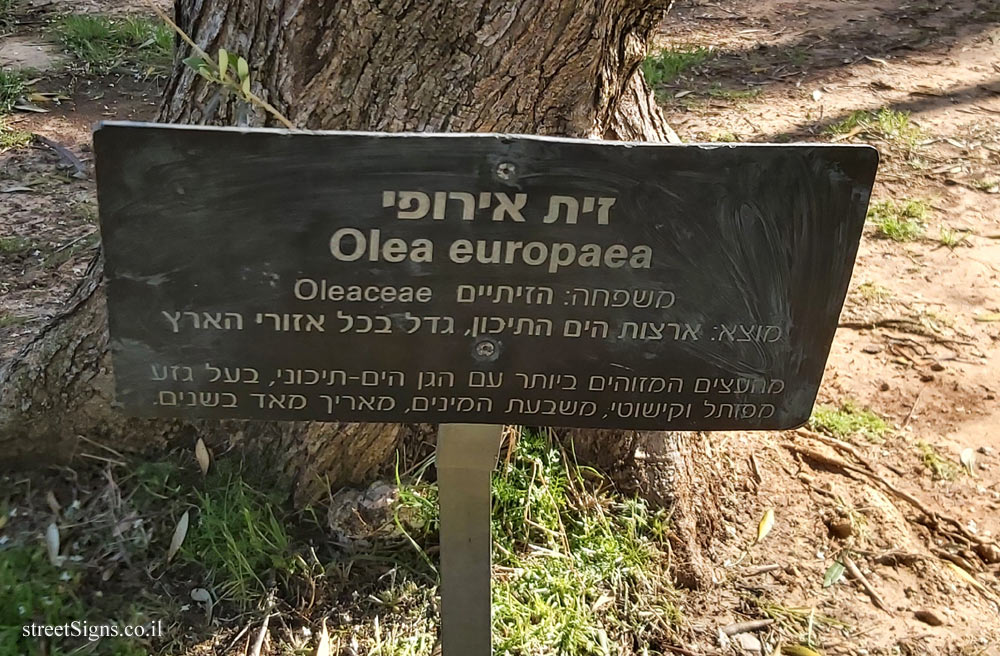 זית אירופי
Olea europaea
משפחה: הזיתיים Oleaceae
מוצא: ארצות הים התיכון, גדל בכל אזורי הארץ
מהעצים המזוהים ביותר עם הגן הים-תיכוני, בעל גזע
מפותל וקישוטי, משבעת המינים, מאריך מאד בשנים.
streetSigns.co.il